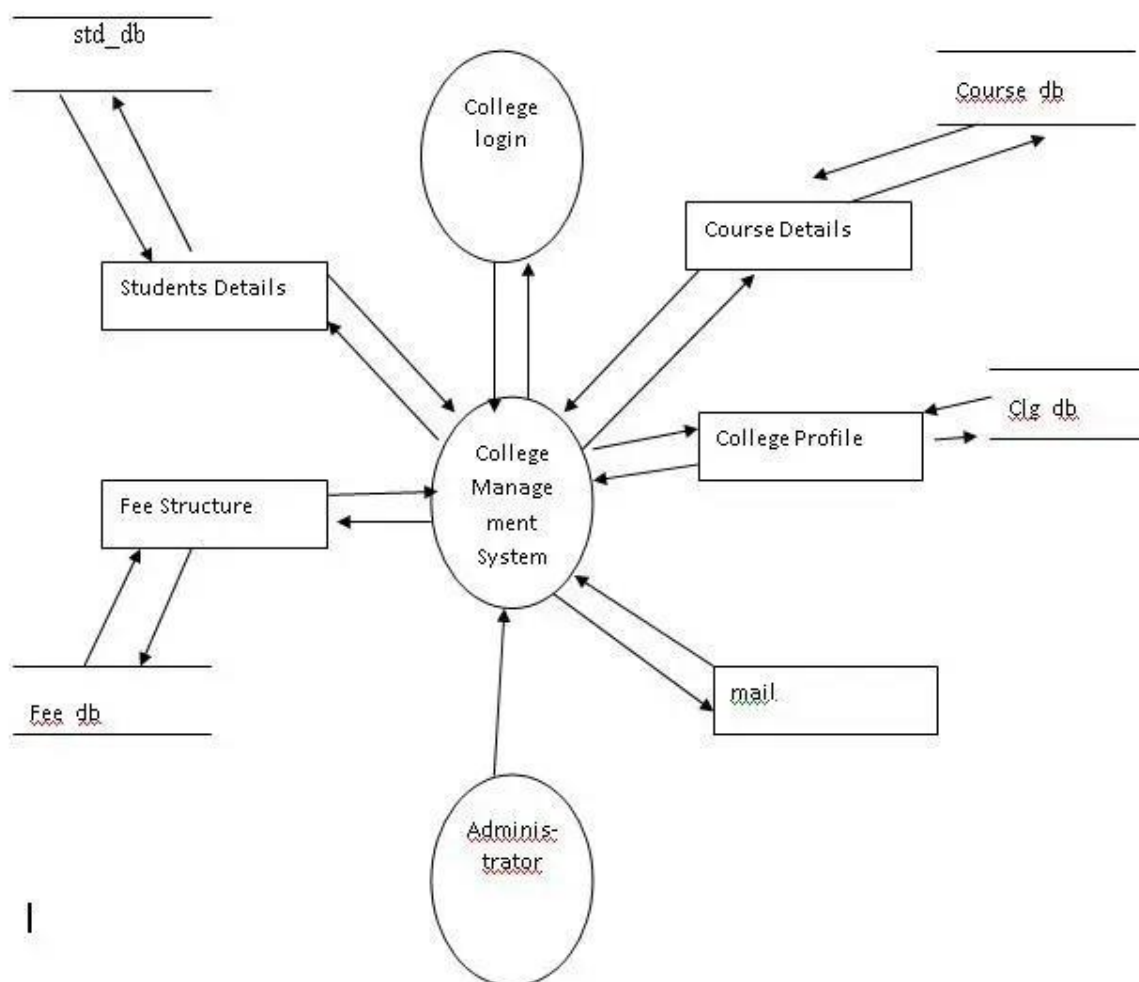 std_db
College
login
Course db
Course Details
Students Details
Clg db
College Profile
College
Manage
ment
System
Fee Structure
mail
Fee db
Adminis-
trator